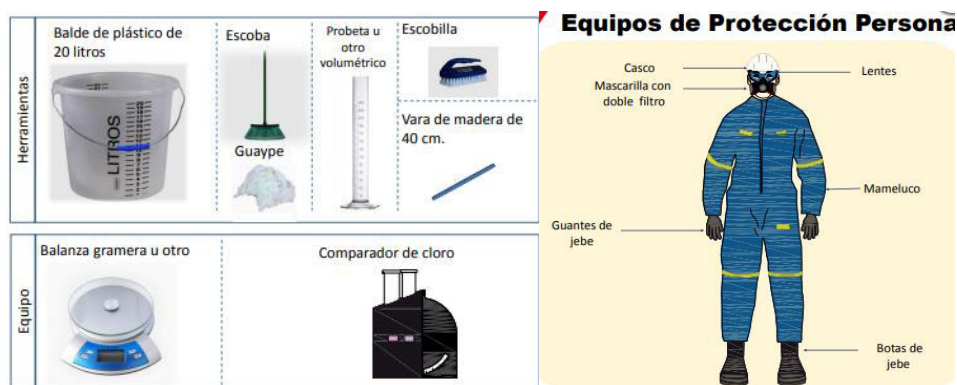 Herramientas
Balde de plástico de
20 litros
LITROS
Escoba
Guaype
Probeta u
otro
volumétrico
Escobilla
Vara de madera de
40 cm.
Equipo
Balanza gramera u otro
Comparador de cloro
Equipos de Protección Persona
Casco
Mascarilla con
doble filtro
Lentes
Mameluco
Guantes de
jebe
Botas de
jebe